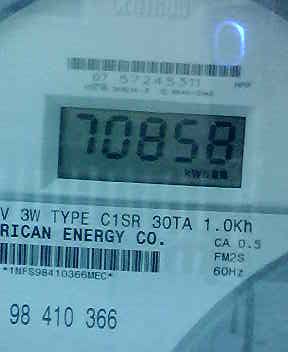 07 57245311
70858
kWh
V 3W TYPE C1SR 30TA 1.0Kh
RICAN ENERGY CO.
CA 0.5
FM2S
60Hz
*1NFS98410366MEC*
98 410 366